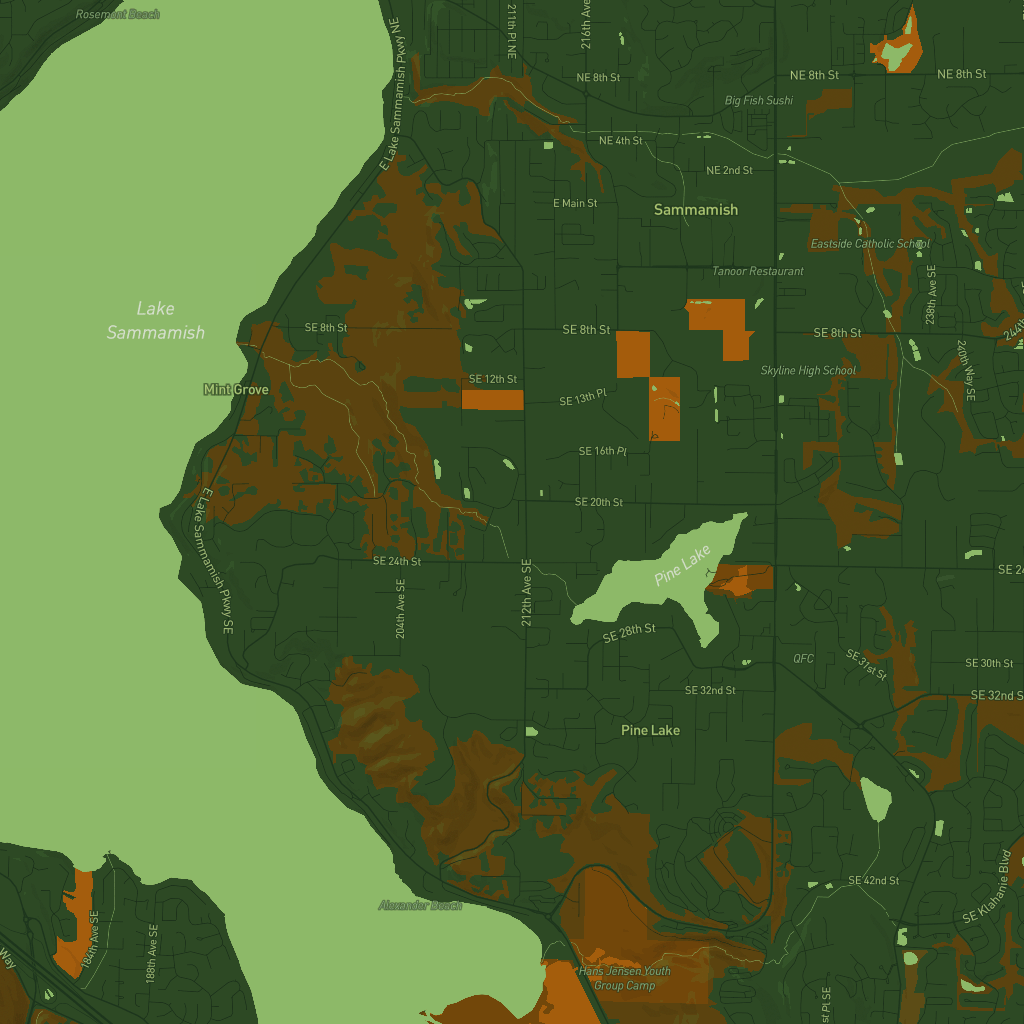 Rosemont Beach
E Lake Sammamish Pkwy NE
211th Pl NE
216th Ave
NE 8th St
NE 8th St
NE 8th St
Big Fish Sushi
NE 4th St
NE 2nd St
E Main St
Sammamish
Eastside Catholic School
Tanoor Restaurant
238th Ave SE
Lake
Sammamish
SE 8th St
SE 8th St
SE 8th St
244th
240th Way SE
Skyline High School
SE 12th St
Mint Grove
SE 13th Pl
SE 16th Pl
E Lake Sammamish Pkwy SE
SE 20th St
Pine Lake
SE 24th St
SE 24
204th Ave SE
212th Ave SE
SE 28th St
QFC
SE 31st St
SE 30th St
SE 32nd St
SE 32nd S
Pine Lake
SE 42nd St
SE Klahanie Blvd
Alexander Beach
184th Ave SE
188th Ave SE
Way
Hans Jensen Youth
Group Camp
st Pl SE